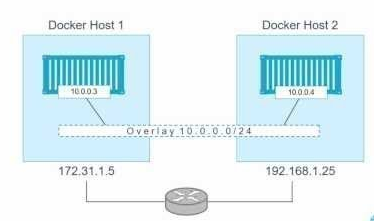 Docker Host 1
Docker Host 2
10.0.0.3
10.0.0.4
Overlay 10.0.0.0/24
172.31.1.5
192.168.1.25